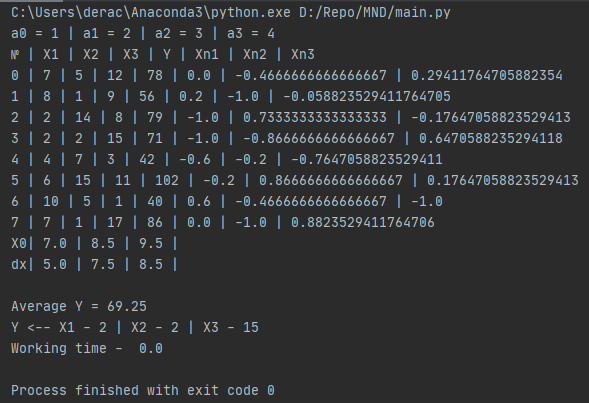 C:\Users\derac\Anaconda3\python.exe D:/Repo/MND/main.py
a0 = 1 | a1 = 2 | a2 = 3 | a3 = 4
№ | X1 | X2 | X3 | Y | Xn1 | Xn2 | Xn3
0 | 7 | 5 | 12 | 78 | 0.0 | -0.4666666666666667 | 0.29411764705882354
1 | 8 | 1 | 9 | 56 | 0.2 | -1.0 | -0.058823529411764705
2 | 2 | 14 | 8 | 79 | -1.0 | 0.7333333333333333 | -0.17647058823529413
3 | 2 | 2 | 15 | 71 | -1.0 | -0.8666666666666667 | 0.6470588235294118
4 | 4 | 7 | 3 | 42 | -0.6 | -0.2 | -0.7647058823529411
5 | 6 | 15 | 11 | 102 | -0.2 | 0.8666666666666667 | 0.17647058823529413
6 | 10 | 5 | 1 | 40 | 0.6 | -0.4666666666666667 | -1.0
7 | 7 | 1 | 17 | 86 | 0.0 | -1.0 | 0.8823529411764706
X0| 7.0 | 8.5 | 9.5 |
dx| 5.0 | 7.5 | 8.5 |
Average Y = 69.25
Y <-- X1 - 2 | X2 - 2 | X3 - 15
Working time -  0.0
Process finished with exit code 0